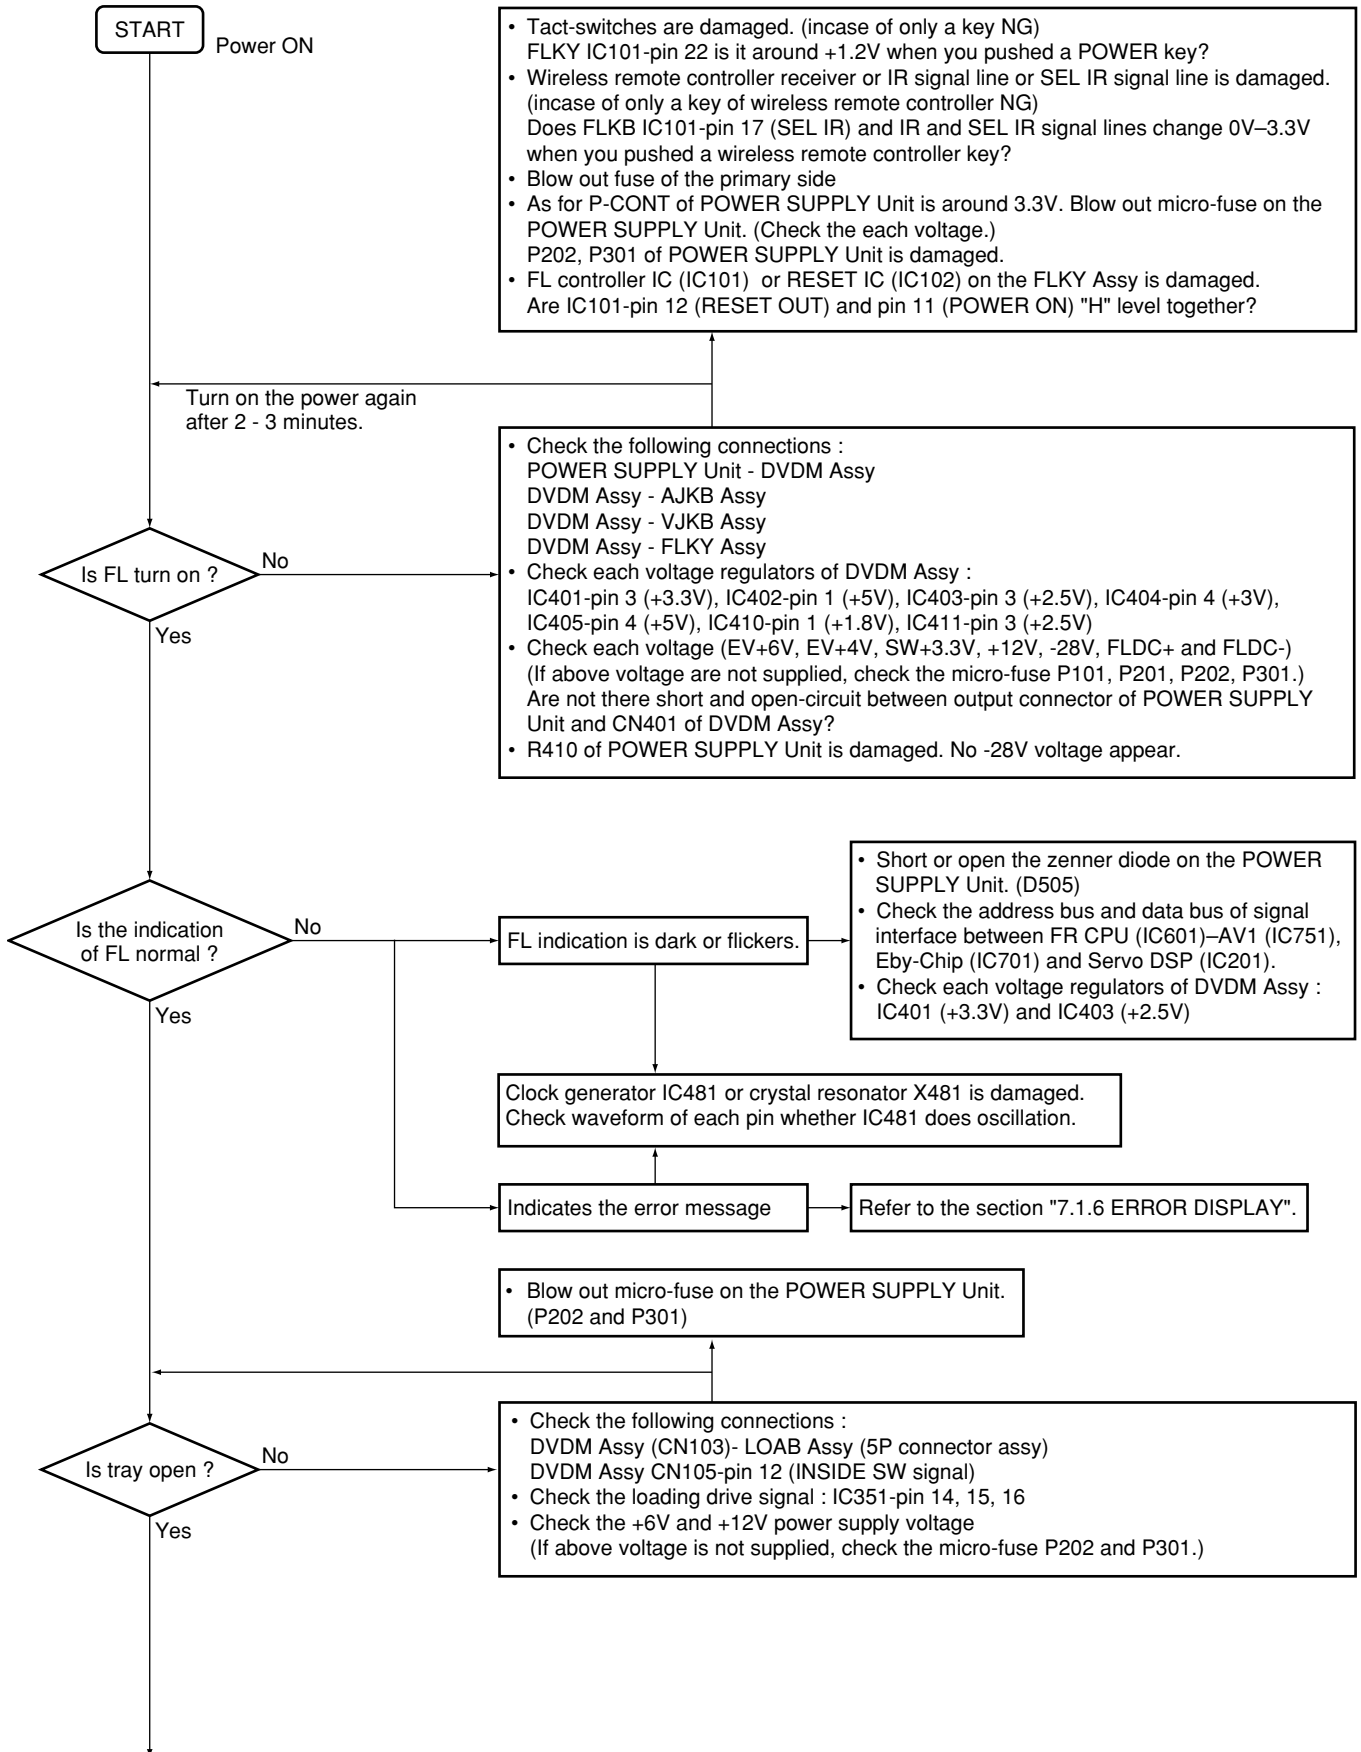 START
Power ON
• Tact-switches are damaged. (incase of only a key NG)
FLKY IC101-pin 22 is it around +1.2V when you pushed a POWER key?
• Wireless remote controller receiver or IR signal line or SEL IR signal line is damaged.
(incase of only a key of wireless remote controller NG)
Does FLKB IC101-pin 17 (SEL IR) and IR and SEL IR signal lines change 0V–3.3V
when you pushed a wireless remote controller key?
• Blow out fuse of the primary side
• As for P-CONT of POWER SUPPLY Unit is around 3.3V. Blow out micro-fuse on the
POWER SUPPLY Unit. (Check the each voltage.)
P202, P301 of POWER SUPPLY Unit is damaged.
• FL controller IC (IC101) or RESET IC (IC102) on the FLKY Assy is damaged.
Are IC101-pin 12 (RESET OUT) and pin 11 (POWER ON) "H" level together?
Turn on the power again
after 2 - 3 minutes.
Is FL turn on ?
No
Yes
• Check the following connections :
POWER SUPPLY Unit - DVDM Assy
DVDM Assy - AJKB Assy
DVDM Assy - VJKB Assy
DVDM Assy - FLKY Assy
• Check each voltage regulators of DVDM Assy :
IC401-pin 3 (+3.3V), IC402-pin 1 (+5V), IC403-pin 3 (+2.5V), IC404-pin 4 (+3V),
IC405-pin 4 (+5V), IC410-pin 1 (+1.8V), IC411-pin 3 (+2.5V)
• Check each voltage (EV+6V, EV+4V, SW+3.3V, +12V, -28V, FLDC+ and FLDC-)
(If above voltage are not supplied, check the micro-fuse P101, P201, P202, P301.)
Are not there short and open-circuit between output connector of POWER SUPPLY
Unit and CN401 of DVDM Assy?
• R410 of POWER SUPPLY Unit is damaged. No -28V voltage appear.
Is the indication
of FL normal ?
No
Yes
FL indication is dark or flickers.
• Short or open the zenner diode on the POWER
SUPPLY Unit. (D505)
• Check the address bus and data bus of signal
interface between FR CPU (IC601)–AV1 (IC751),
Eby-Chip (IC701) and Servo DSP (IC201).
• Check each voltage regulators of DVDM Assy :
IC401 (+3.3V) and IC403 (+2.5V)
Clock generator IC481 or crystal resonator X481 is damaged.
Check waveform of each pin whether IC481 does oscillation.
Indicates the error message
Refer to the section "7.1.6 ERROR DISPLAY".
• Blow out micro-fuse on the POWER SUPPLY Unit.
(P202 and P301)
Is tray open ?
No
Yes
• Check the following connections :
DVDM Assy (CN103)- LOAB Assy (5P connector assy)
DVDM Assy CN105-pin 12 (INSIDE SW signal)
• Check the loading drive signal : IC351-pin 14, 15, 16
• Check the +6V and +12V power supply voltage
(If above voltage is not supplied, check the micro-fuse P202 and P301.)